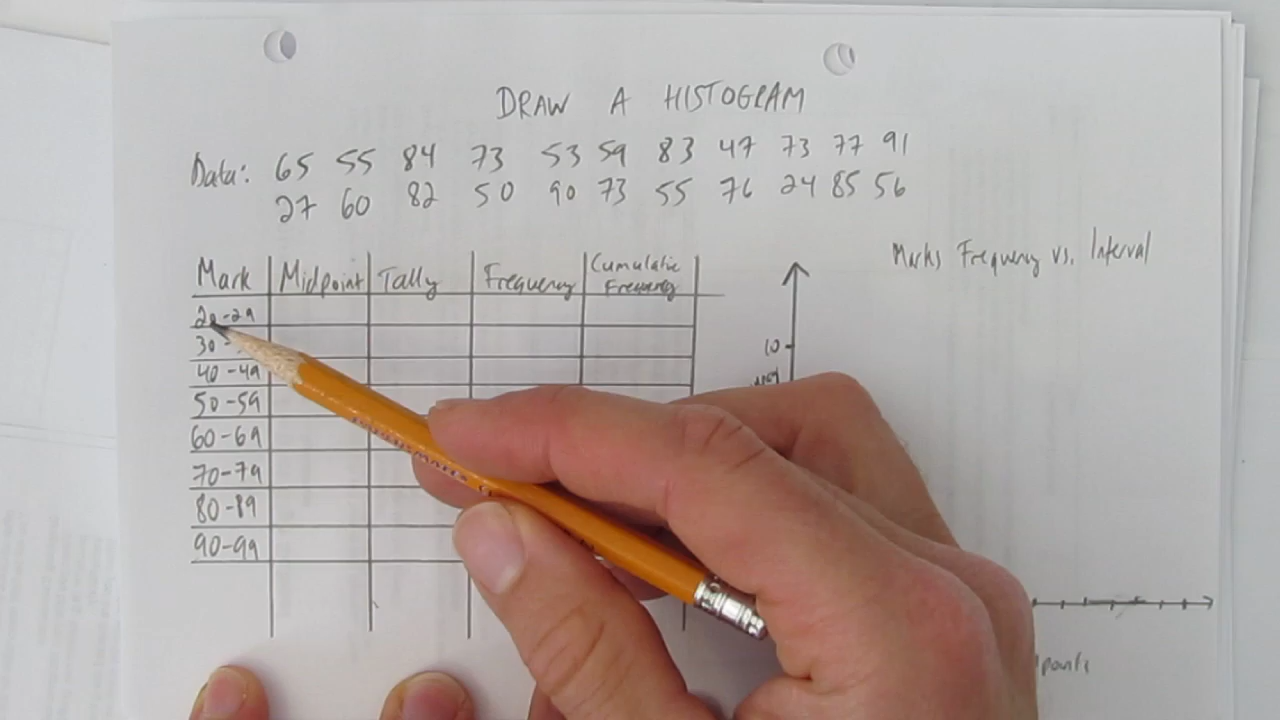 DRAW A HISTOGRAM
Data: 65 55 84 73 53 59 83 47 73 77 91
27 60 82 50 90 73 55 76 24 85 56
Mark Midpoint Tally Frequency Cumulative Frequency
20-29
30-
40-49
50-59
60-69
70-79
80-89
90-99
Marks Frequency vs. Interval
10